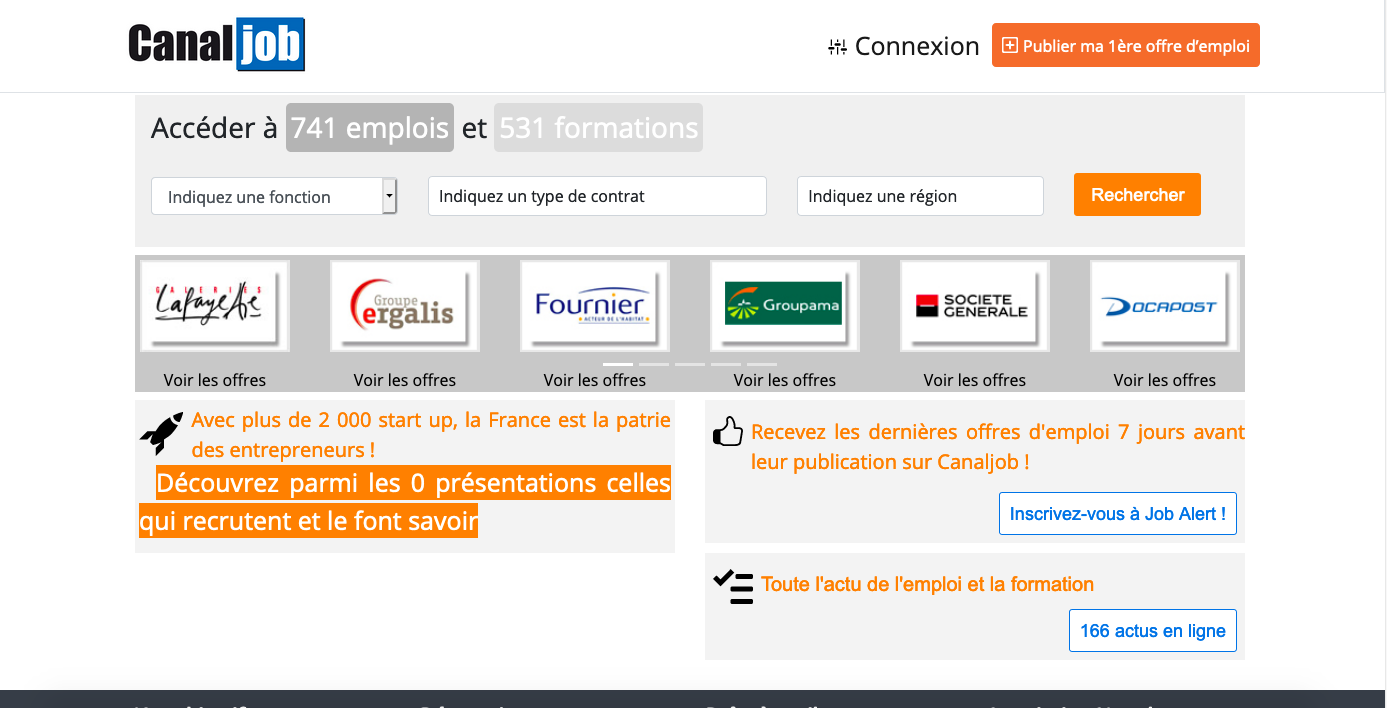 Canaljob
Connexion
Publier ma 1ère offre d'emploi
Accéder à 741 emplois et 531 formations
Indiquez une fonction
Indiquez un type de contrat
Indiquez une région
Rechercher
GALERIES
Lafayette
Groupe
ergalis
Fournier
ACTEUR DE L'HABITAT
Groupama
SOCIETE
GENERALE
DOCAPOST
Voir les offres
Voir les offres
Voir les offres
Voir les offres
Voir les offres
Voir les offres
Avec plus de 2 000 start up, la France est la patrie
des entrepreneurs !
Découvrez parmi les 0 présentations celles
qui recrutent et le font savoir
Recevez les dernières offres d'emploi 7 jours avant
leur publication sur Canaljob !
Inscrivez-vous à Job Alert !
Toute l'actu de l'emploi et la formation
166 actus en ligne